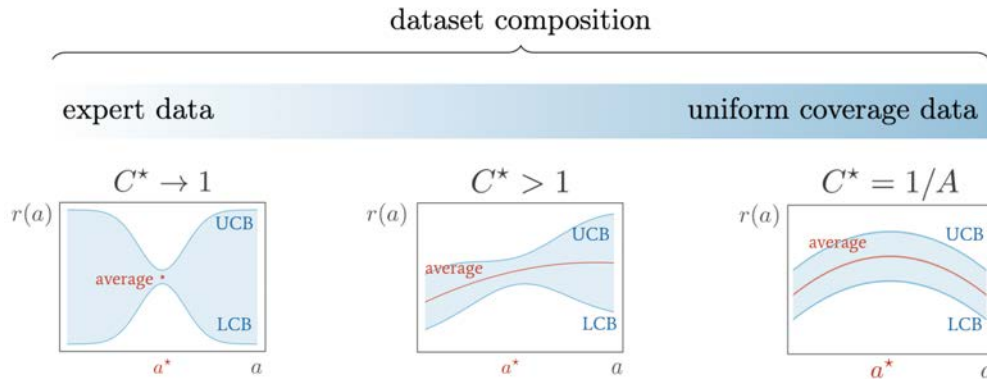 dataset composition
expert data
uniform coverage data
C⋆ → 1
r(a)
UCB
average
LCB
a⋆
a
C⋆ > 1
r(a)
UCB
average
LCB
a⋆
a
C⋆ = 1/A
r(a)
UCB
average
LCB
a⋆
a